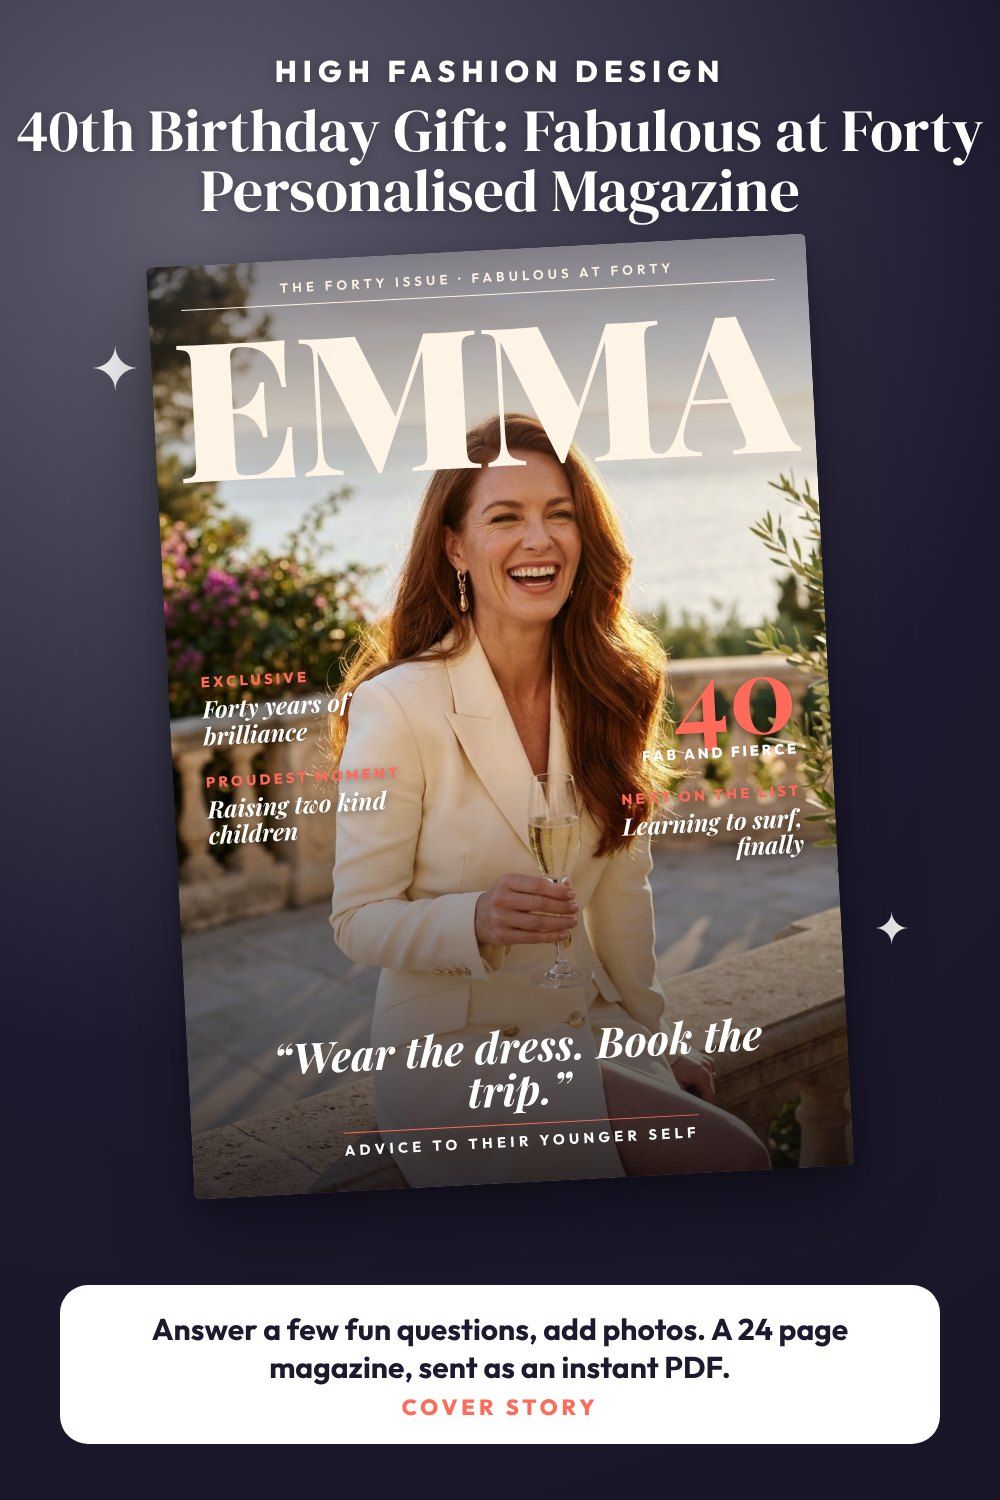 HIGH FASHION DESIGN
40th Birthday Gift: Fabulous at Forty
Personalised Magazine
THE FORTY ISSUE · FABULOUS AT FORTY
EMMA
EXCLUSIVE
Forty years of
brilliance
PROUDEST MOMENT
Raising two kind
children
40
FAB AND FIERCE
NEXT ON THE LIST
Learning to surf,
finally
“Wear the dress. Book the
trip.”
ADVICE TO THEIR YOUNGER SELF
Answer a few fun questions, add photos. A 24 page
magazine, sent as an instant PDF.
COVER STORY